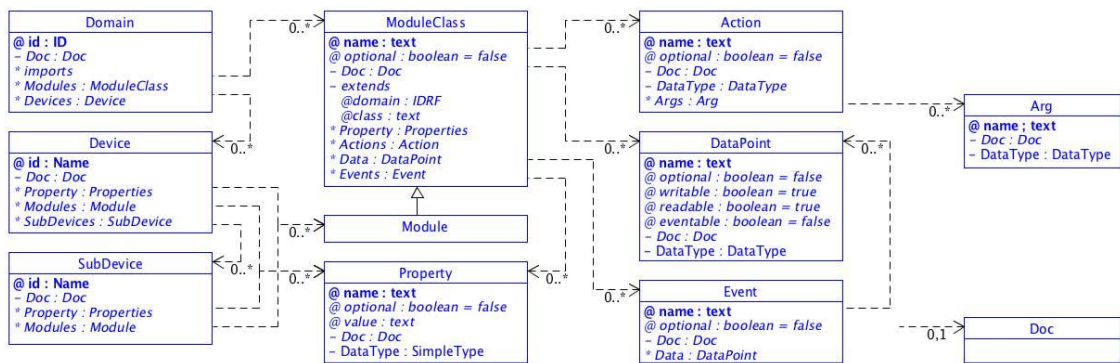 Domain
@ id : ID
- Doc : Doc
* imports
* Modules : ModuleClass
* Devices : Device
0..*
ModuleClass
@ name : text
@ optional : boolean = false
- Doc : Doc
- extends
@domain : IDRF
@class : text
* Property : Properties
* Actions : Action
* Data : DataPoint
* Events : Event
0..*
Action
@ name : text
@ optional : boolean = false
- Doc : Doc
- DataType : DataType
* Args : Arg
0..*
Arg
@ name ; text
- Doc : Doc
- DataType : DataType
0..*
Device
@ id : Name
- Doc : Doc
* Property : Properties
* Modules : Module
* SubDevices : SubDevice
0..*
DataPoint
@ name : text
@ optional : boolean = false
@ writable : boolean = true
@ readable : boolean = true
@ eventable : boolean = false
- Doc : Doc
- DataType : DataType
0..*
0..*
Module
0..*
SubDevice
@ id : Name
- Doc : Doc
* Property : Properties
* Modules : Module
0..*
Property
@ name : text
@ optional : boolean = false
@ value : text
- Doc : Doc
- DataType : SimpleType
0..*
0..*
Event
@ name : text
@ optional : boolean = false
- Doc : Doc
* Data : DataPoint
0,1
Doc